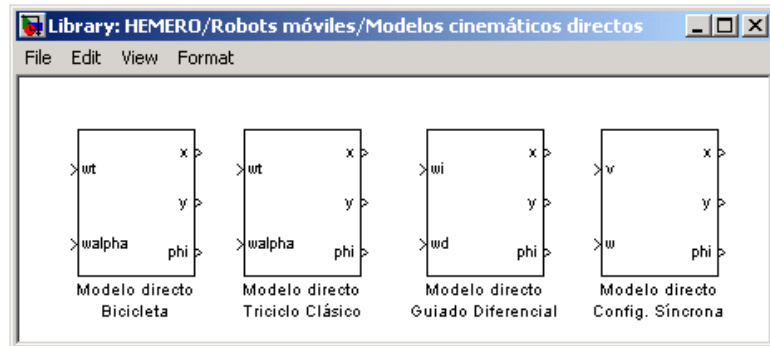 Library: HEMERO/Robots móviles/Modelos cinemáticos directos
File Edit View Format
wt x
y
walpha phi
Modelo directo
Bicicleta
wt x
y
walpha phi
Modelo directo
Triciclo Clásico
wi x
y
wd phi
Modelo directo
Guiado Diferencial
v x
y
w phi
Modelo directo
Config. Síncrona